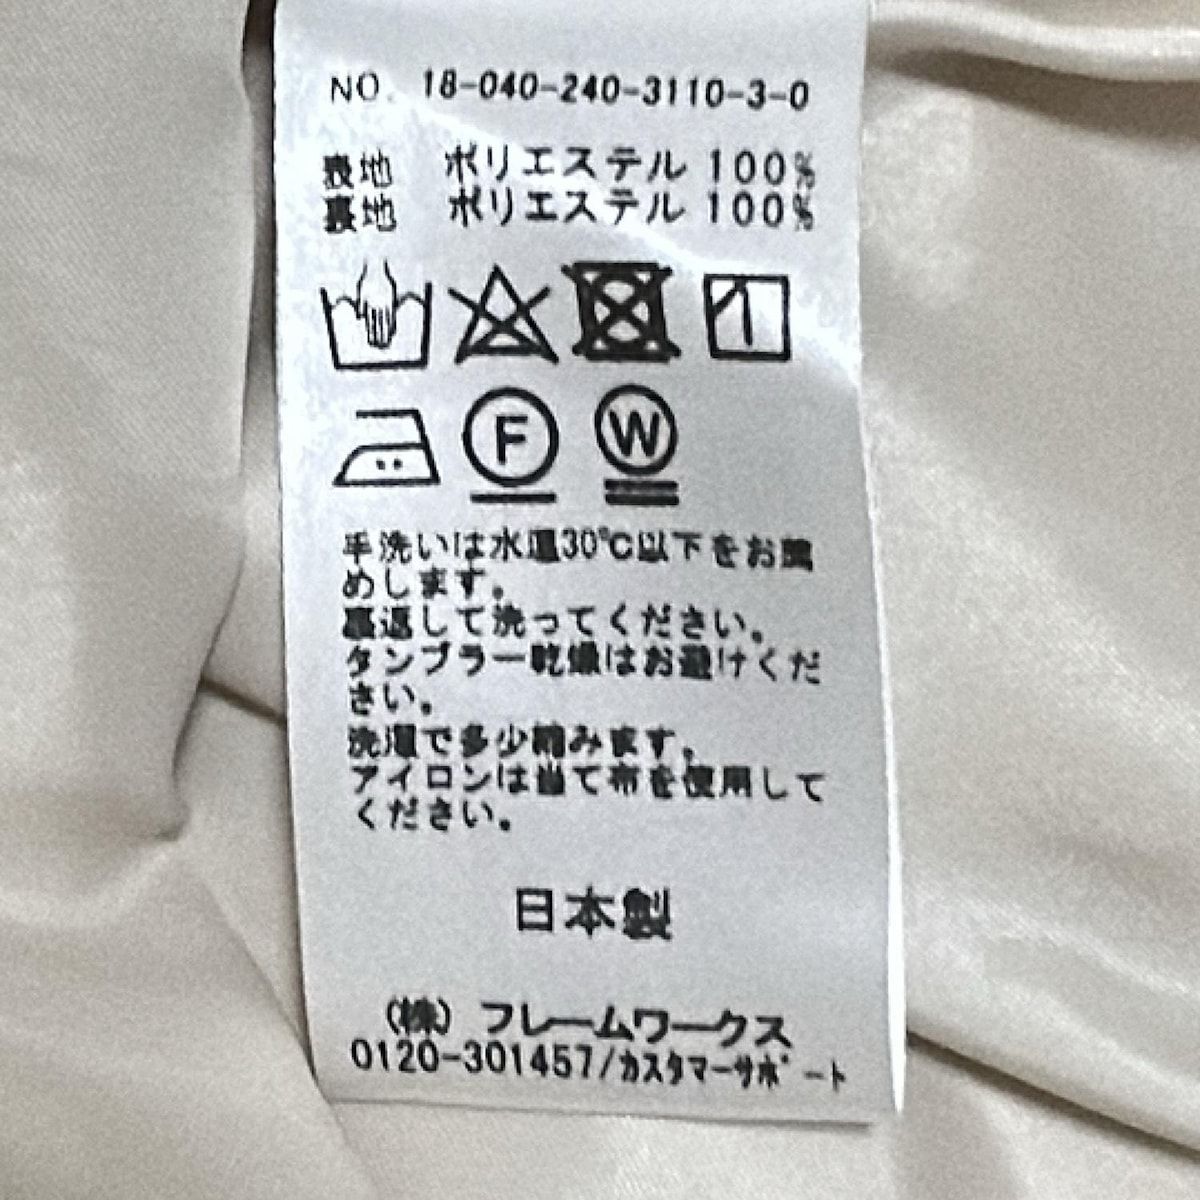 NO. 18-040-240-3110-3-0
表地 ポリエステル 100%
裏地 ポリエステル 100%
F W
手洗いは水温30℃以下をお薦
めします。
裏返して洗ってください。
タンブラー乾燥はお避けくだ
さい。
洗濯で多少縮みます。
アイロンは当て布を使用して
ください。
日本製
(株) フレームワークス
0120-301457/カスタマーサポート